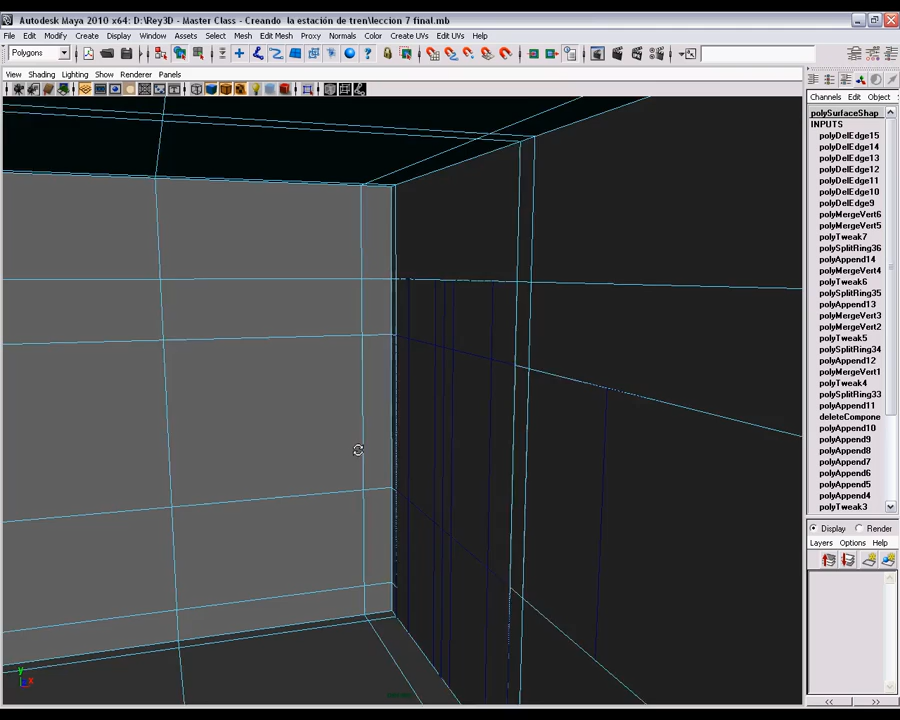 Autodesk Maya 2010 x64: D:\Rey3D - Master Class - Creando  la estación de tren\leccion 7 final.mb
File Edit Modify Create Display Window Assets Select Mesh Edit Mesh Proxy Normals Color Create UVs Edit UVs Help
Polygons
View Shading Lighting Show Renderer Panels
Channels Edit Object
polySurfaceShap
INPUTS
polyDelEdge15
polyDelEdge14
polyDelEdge13
polyDelEdge12
polyDelEdge11
polyDelEdge10
polyDelEdge9
polyMergeVert6
polyMergeVert5
polyTweak7
polySplitRing36
polyAppend14
polyMergeVert4
polyTweak6
polySplitRing35
polyAppend13
polyMergeVert3
polyMergeVert2
polyTweak5
polySplitRing34
polyAppend12
polyMergeVert1
polyTweak4
polySplitRing33
polyAppend11
deleteCompone
polyAppend10
polyAppend9
polyAppend8
polyAppend7
polyAppend6
polyAppend5
polyAppend4
polyTweak3
Display Render
Layers Options Help
y
x
<< >>